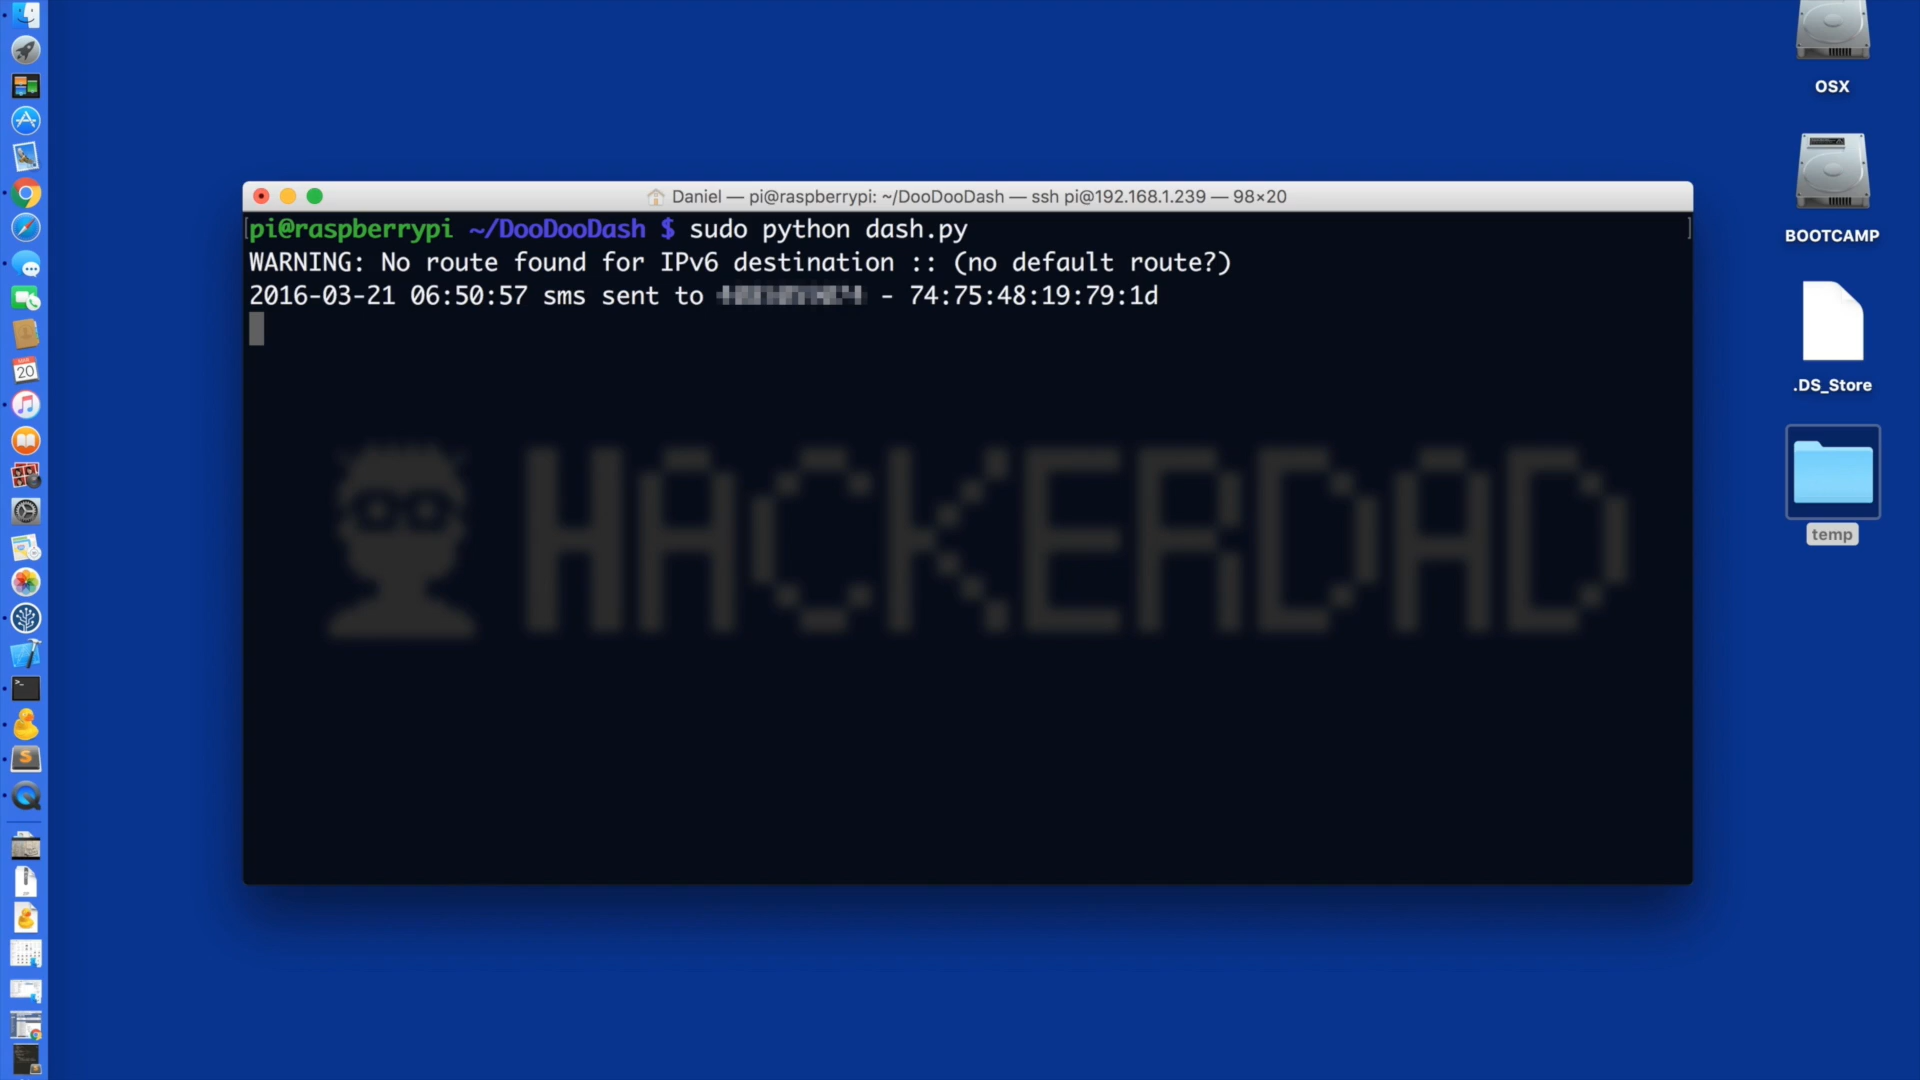 Daniel — pi@raspberrypi: ~/DooDooDash — ssh pi@192.168.1.239 — 98×20
pi@raspberrypi ~/DooDooDash $ sudo python dash.py
WARNING: No route found for IPv6 destination :: (no default route?)
2016-03-21 06:50:57 sms sent to - 74:75:48:19:79:1d
HACKERDAD
OSX
BOOTCAMP
.DS_Store
temp
20